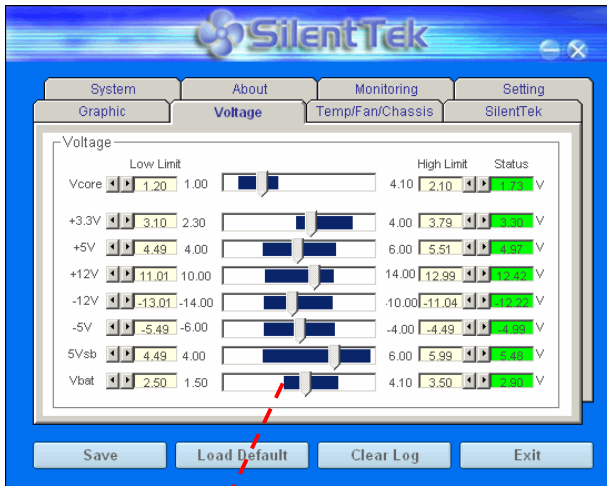 SilentTek
System About Monitoring Setting
Graphic Voltage Temp/Fan/Chassis SilentTek
Voltage
Low Limit High Limit Status
Vcore 1.20 1.00 4.10 2.10 1.73 V
+3.3V 3.10 2.30 4.00 3.79 3.30 V
+5V 4.49 4.00 6.00 5.51 4.97 V
+12V 11.01 10.00 14.00 12.99 12.42 V
-12V -13.01 -14.00 -10.00 -11.04 -12.22 V
-5V -5.49 -6.00 -4.00 -4.49 -4.99 V
5Vsb 4.49 4.00 6.00 5.99 5.48 V
Vbat 2.50 1.50 4.10 3.50 2.90 V
Save Load Default Clear Log Exit